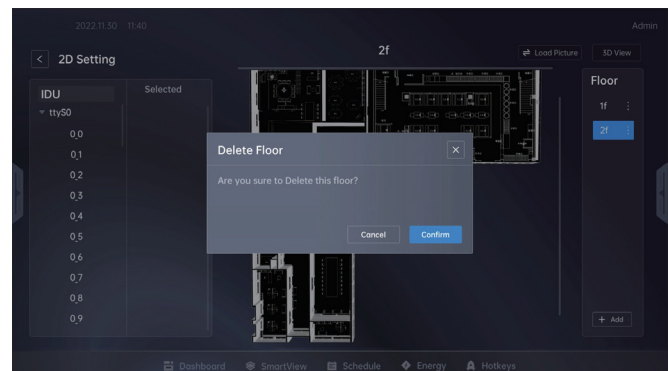 2022.11.30 11:40
Admin
2D Setting
2f
Load Picture
3D View
IDU
Selected
Floor
ttyS0
1f
2f
0_0
0_1
0_2
0_3
0_4
0_5
0_6
0_7
0_8
0_9
Delete Floor
Are you sure to Delete this floor?
Cancel
Confirm
+ Add
Dashboard
SmartView
Schedule
Energy
Hotkeys